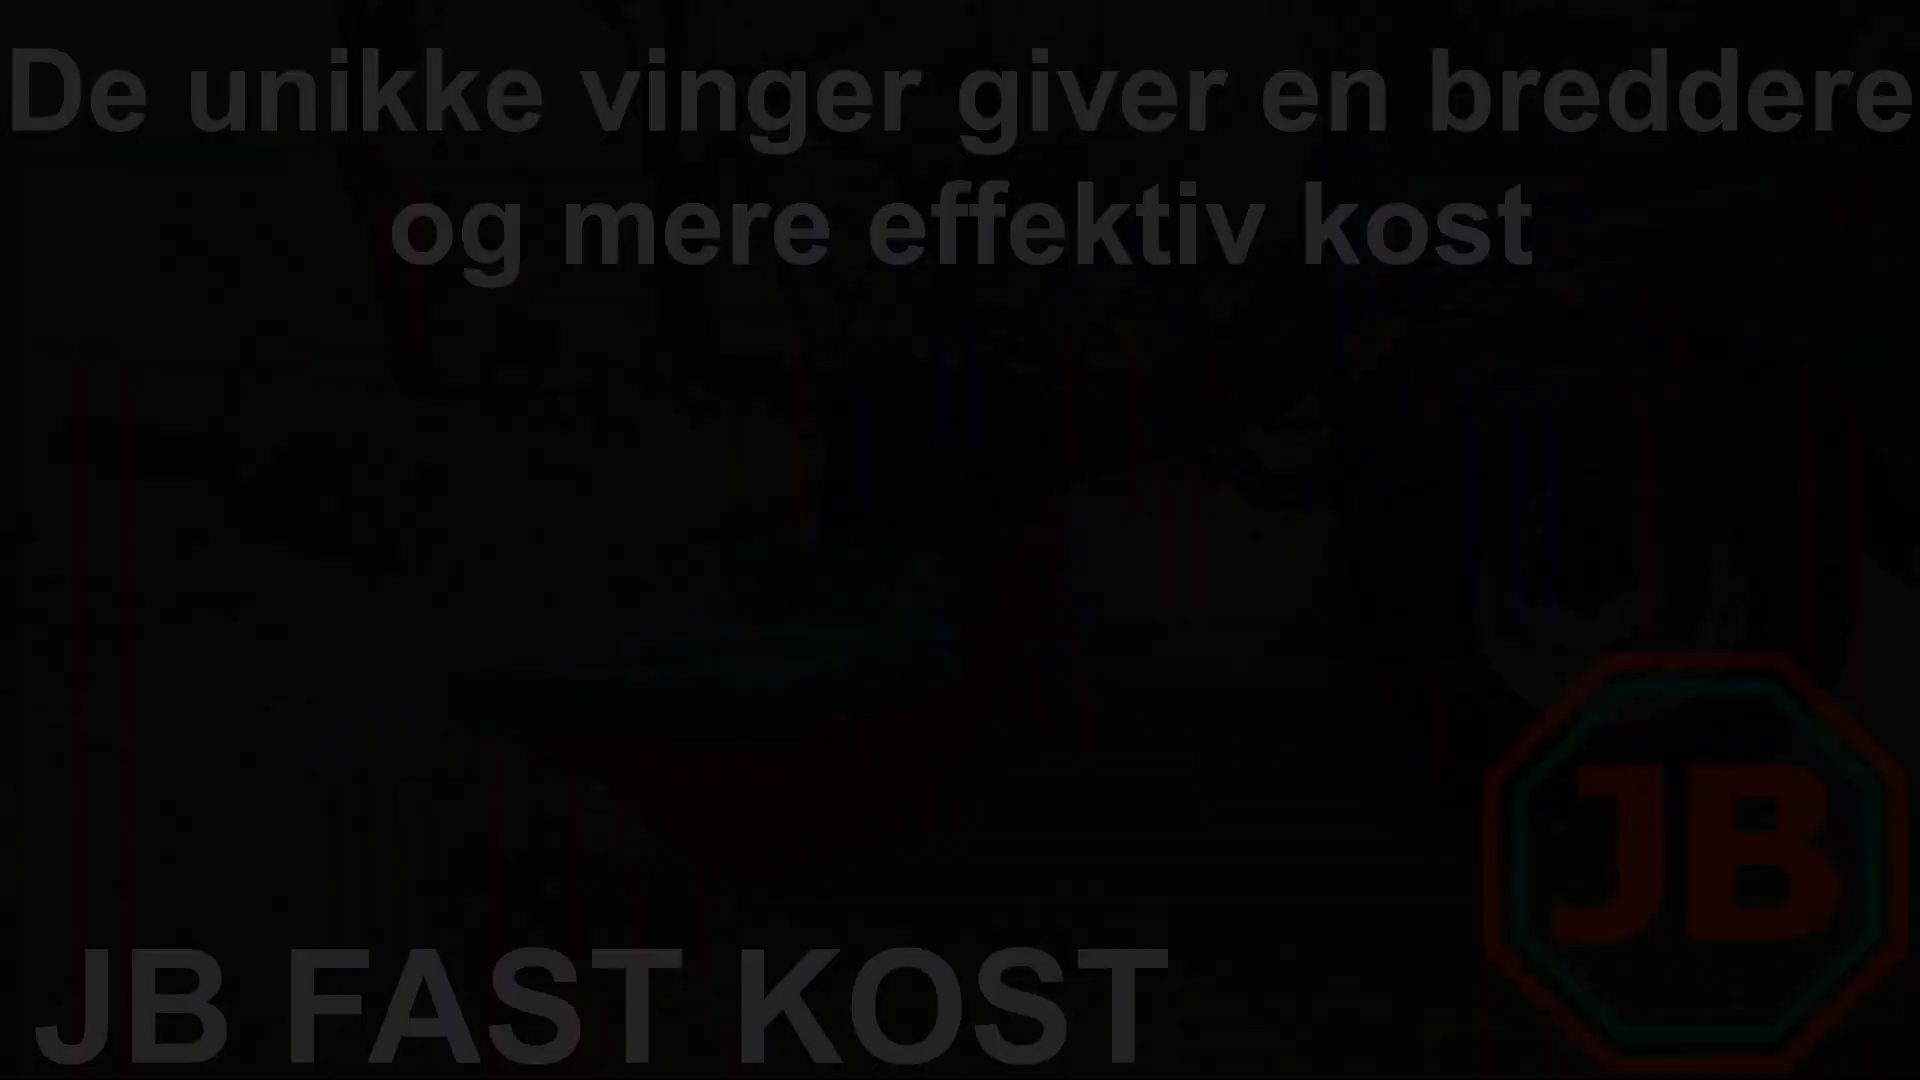 De unikke vinger giver en breddere
og mere effektiv kost
JB
JB FAST KOST